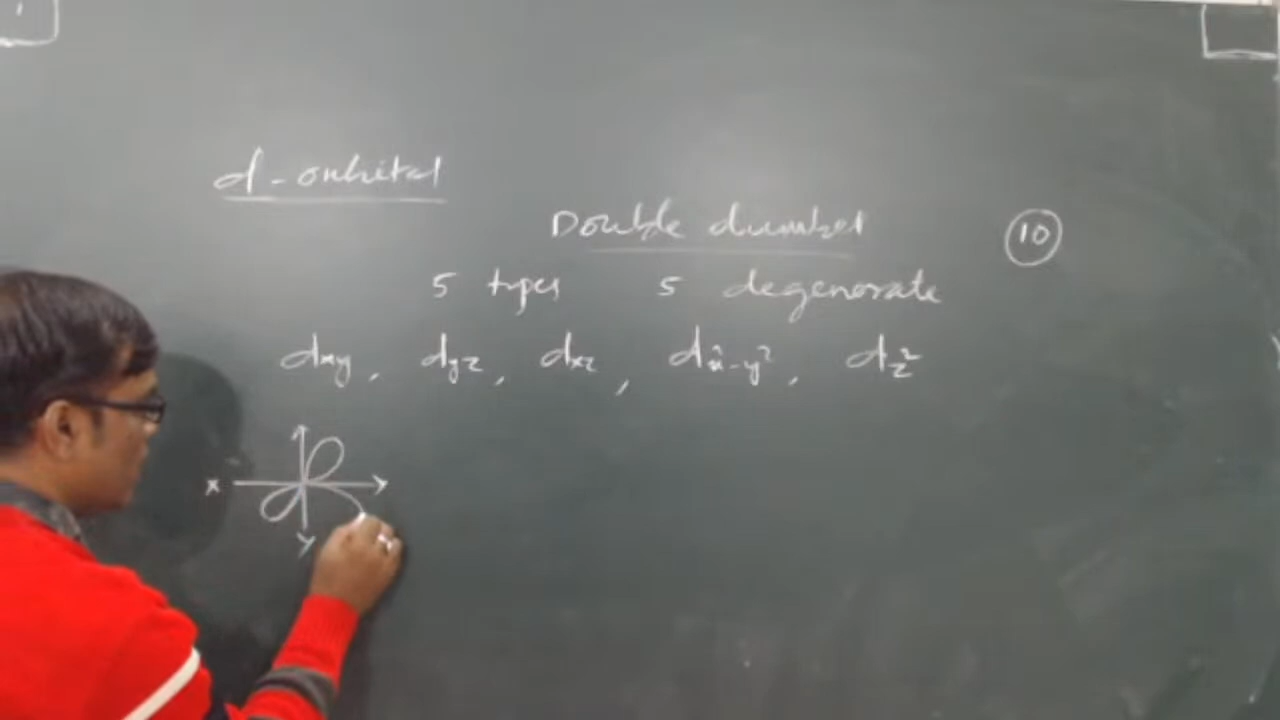 d-orbital
Double dumbel
10
5 types 5 degenerate
dxy, dyz, dxz, dx²-y², dz²
x
y